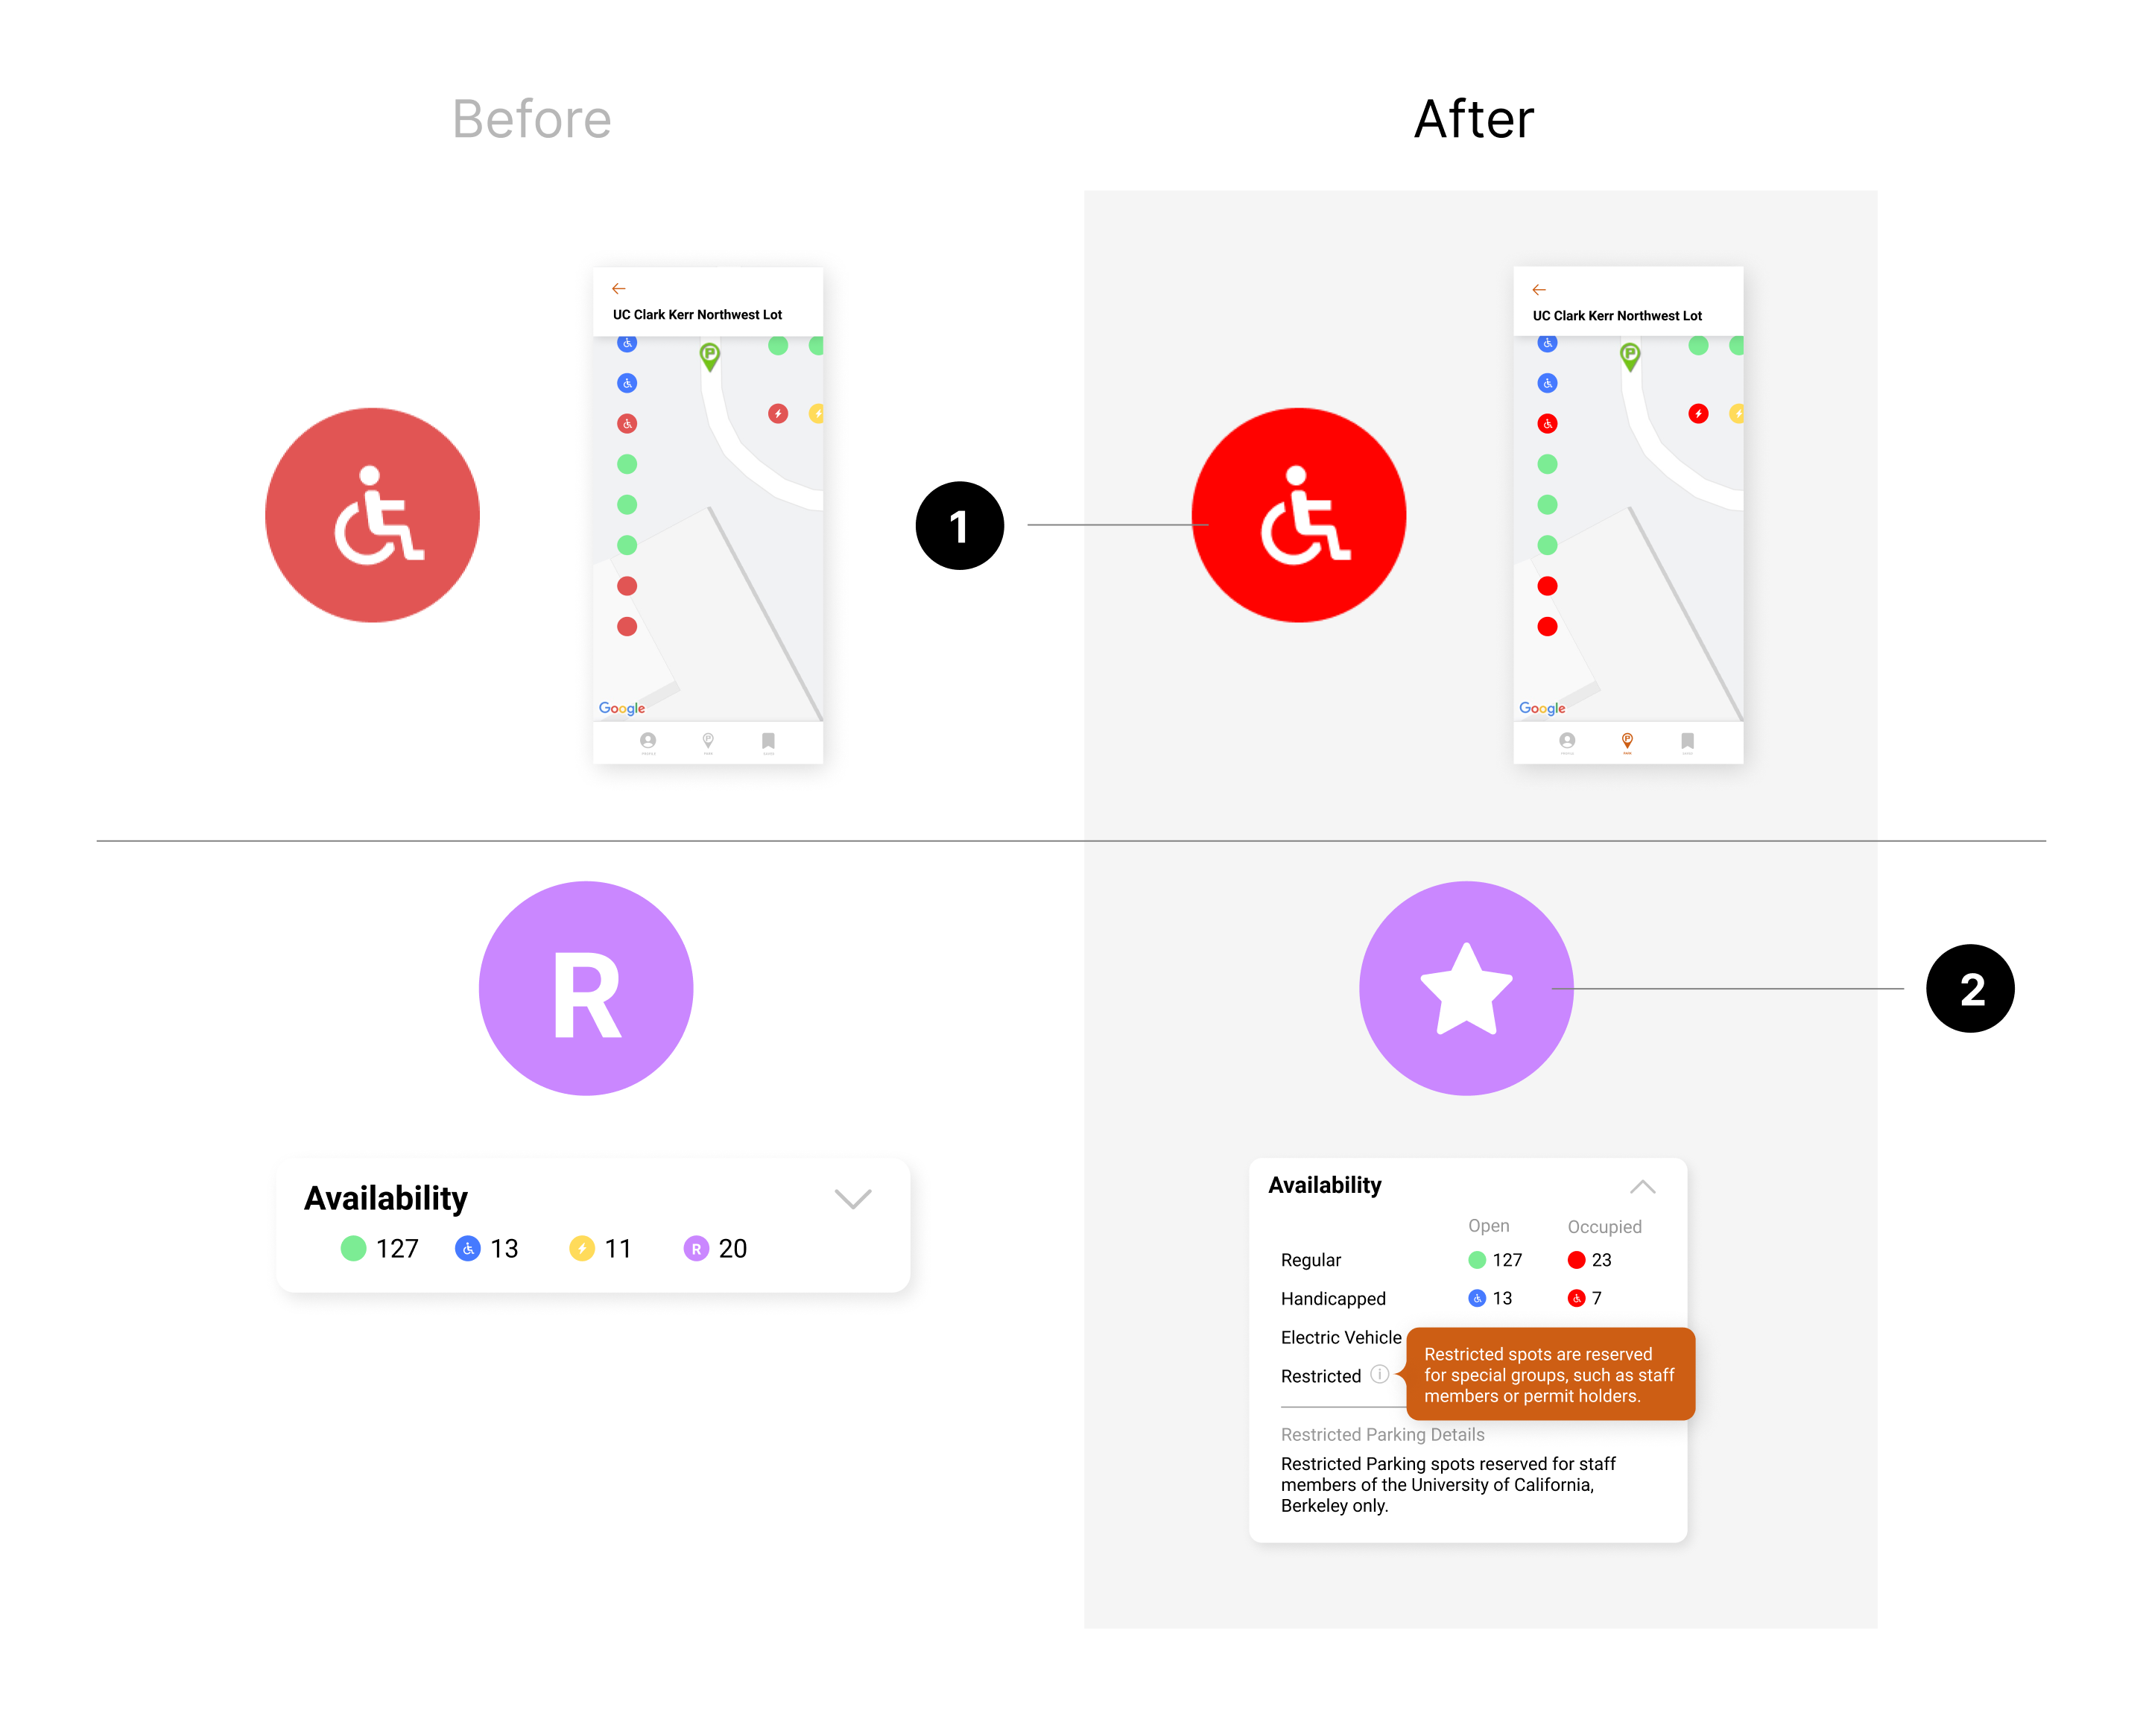 Before
After
UC Clark Kerr Northwest Lot
P
Google
1
UC Clark Kerr Northwest Lot
P
Google
R
2
Availability
127 13 11 R 20
Availability
Open Occupied
Regular 127 23
Handicapped 13 7
Electric Vehicle
Restricted
Restricted spots are reserved
for special groups, such as staff
members or permit holders.
Restricted Parking Details
Restricted Parking spots reserved for staff
members of the University of California,
Berkeley only.